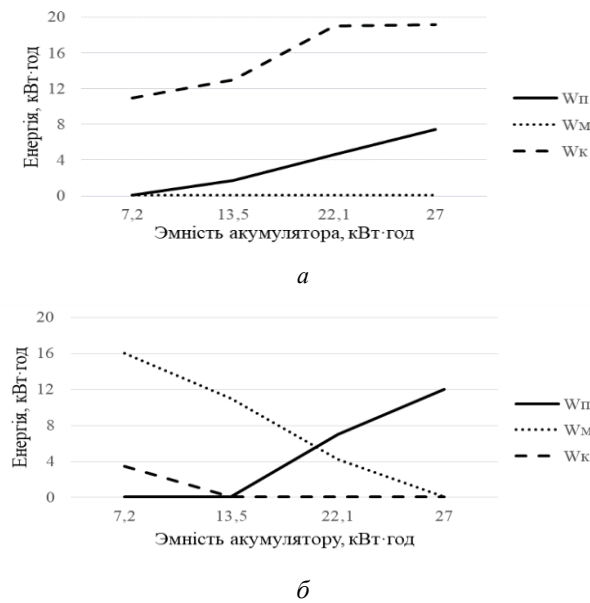 20
16
12
8
4
0
Енергія, кВт·год
7,2 13,5 22,1 27
Эмність акумулятора, кВт·год
Wп
Wм
Wк
а
20
16
12
8
4
0
Енергія, кВт·год
7,2 13,5 22,1 27
Эмність акумулятору, кВт·год
Wп
Wм
Wк
б